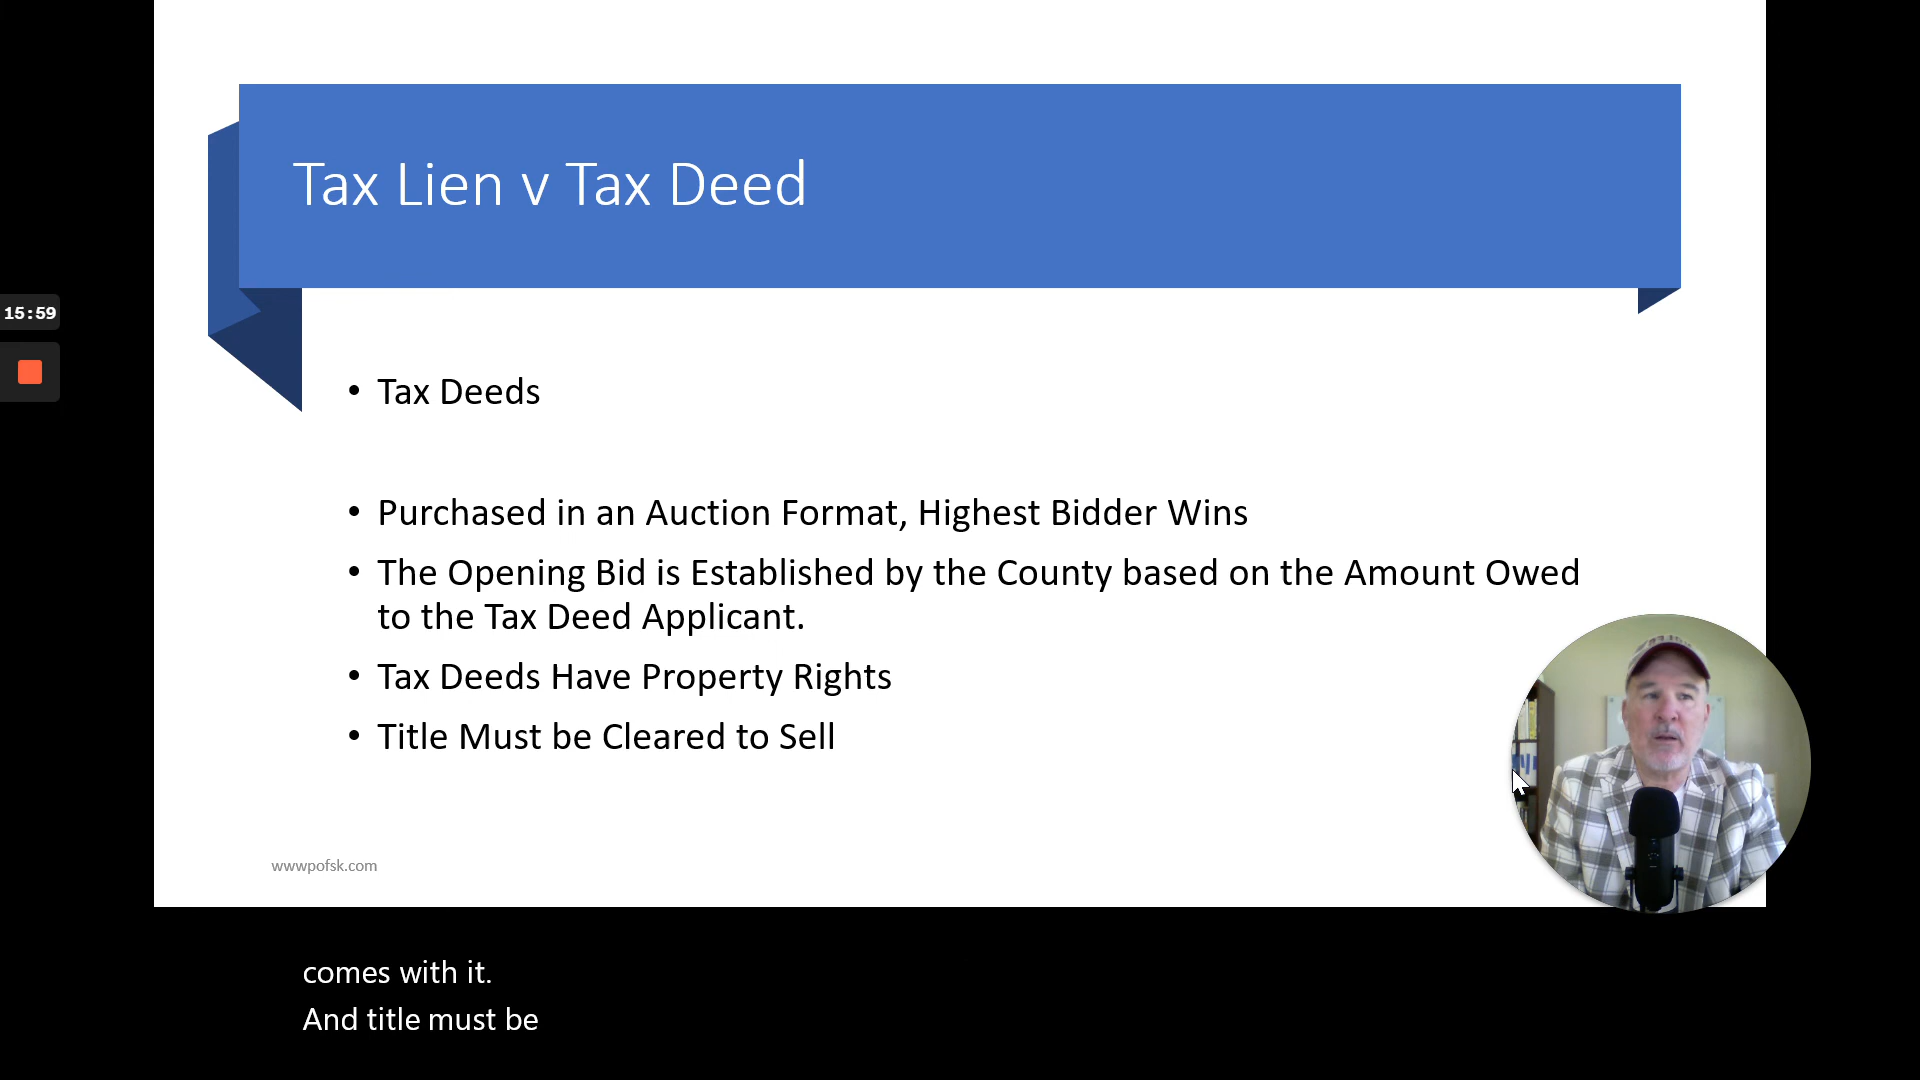 Tax Lien v Tax Deed
15:59
• Tax Deeds
• Purchased in an Auction Format, Highest Bidder Wins
• The Opening Bid is Established by the County based on the Amount Owed
to the Tax Deed Applicant.
• Tax Deeds Have Property Rights
• Title Must be Cleared to Sell
wwwpofsk.com
comes with it.
And title must be